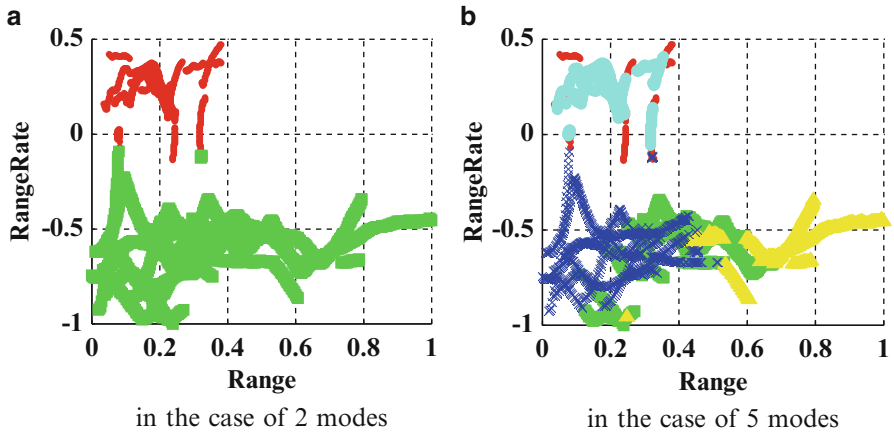 a
b
0.5
0
-0.5
-1
RangeRate
0
0.2
0.4
0.6
0.8
1
Range
in the case of 2 modes
0.5
0
-0.5
-1
RangeRate
0
0.2
0.4
0.6
0.8
1
Range
in the case of 5 modes